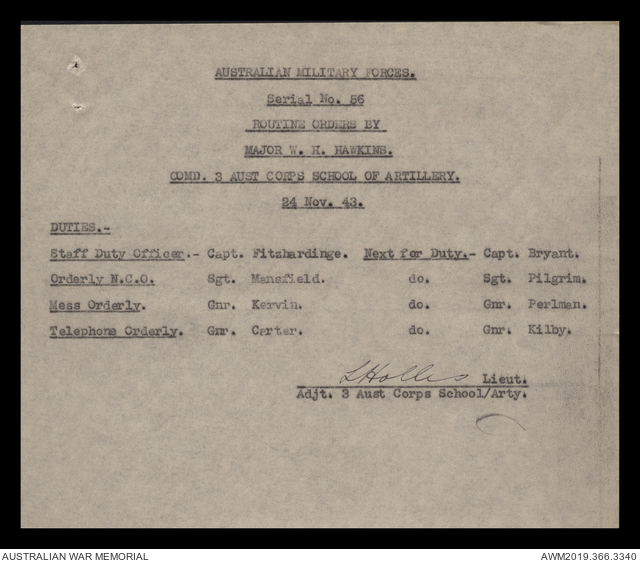 AUSTRALIAN MILITARY FORCES.
Serial No. 56
ROUTINE ORDERS BY
MAJOR W. H. HAWKINS.
COMD. 3 AUST CORPS SCHOOL OF ARTILLERY.
24 Nov. 43.
DUTIES.-
Staff Duty Officer.- Capt. Fitzhardinge. Next for Duty.- Capt. Bryant.
Orderly N.C.O. Sgt. Mansfield. do. Sgt. Pilgrim.
Mess Orderly. Gnr. Kervin. do. Gnr. Perlman.
Telephone Orderly. Gnr. Carter. do. Gnr. Kilby.
LHolles Lieut.
Adjt. 3 Aust Corps School/Arty.
AUSTRALIAN WAR MEMORIAL AWM2019.366.3340